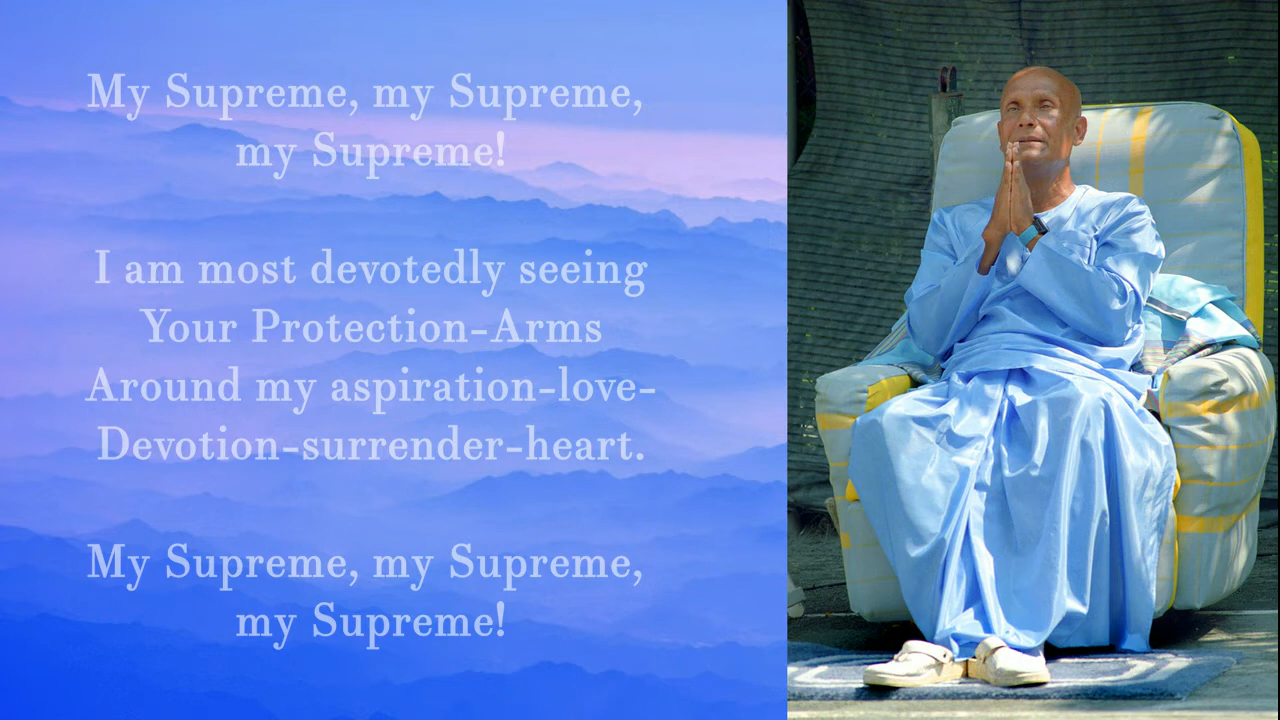 My Supreme, my Supreme,
my Supreme!
I am most devotedly seeing
Your Protection-Arms
Around my aspiration-love-
Devotion-surrender-heart.
My Supreme, my Supreme,
my Supreme!